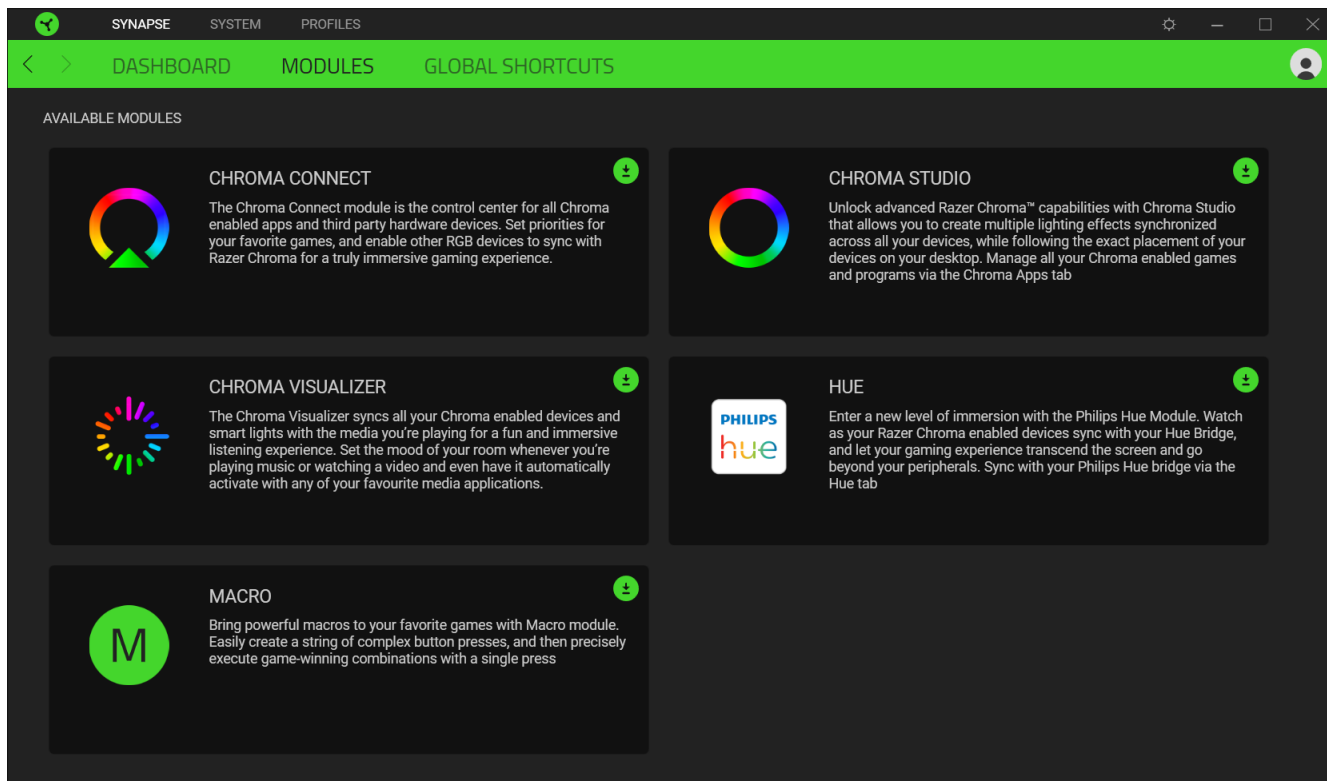 SYNAPSE SYSTEM PROFILES
DASHBOARD MODULES GLOBAL SHORTCUTS
AVAILABLE MODULES
CHROMA CONNECT
The Chroma Connect module is the control center for all Chroma
enabled apps and third party hardware devices. Set priorities for
your favorite games, and enable other RGB devices to sync with
Razer Chroma for a truly immersive gaming experience.
CHROMA STUDIO
Unlock advanced Razer Chroma™ capabilities with Chroma Studio
that allows you to create multiple lighting effects synchronized
across all your devices, while following the exact placement of your
devices on your desktop. Manage all your Chroma enabled games
and programs via the Chroma Apps tab
CHROMA VISUALIZER
The Chroma Visualizer syncs all your Chroma enabled devices and
smart lights with the media you're playing for a fun and immersive
listening experience. Set the mood of your room whenever you're
playing music or watching a video and even have it automatically
activate with any of your favourite media applications.
PHILIPS
hue
HUE
Enter a new level of immersion with the Philips Hue Module. Watch
as your Razer Chroma enabled devices sync with your Hue Bridge,
and let your gaming experience transcend the screen and go
beyond your peripherals. Sync with your Philips Hue bridge via the
Hue tab
M
MACRO
Bring powerful macros to your favorite games with Macro module.
Easily create a string of complex button presses, and then precisely
execute game-winning combinations with a single press